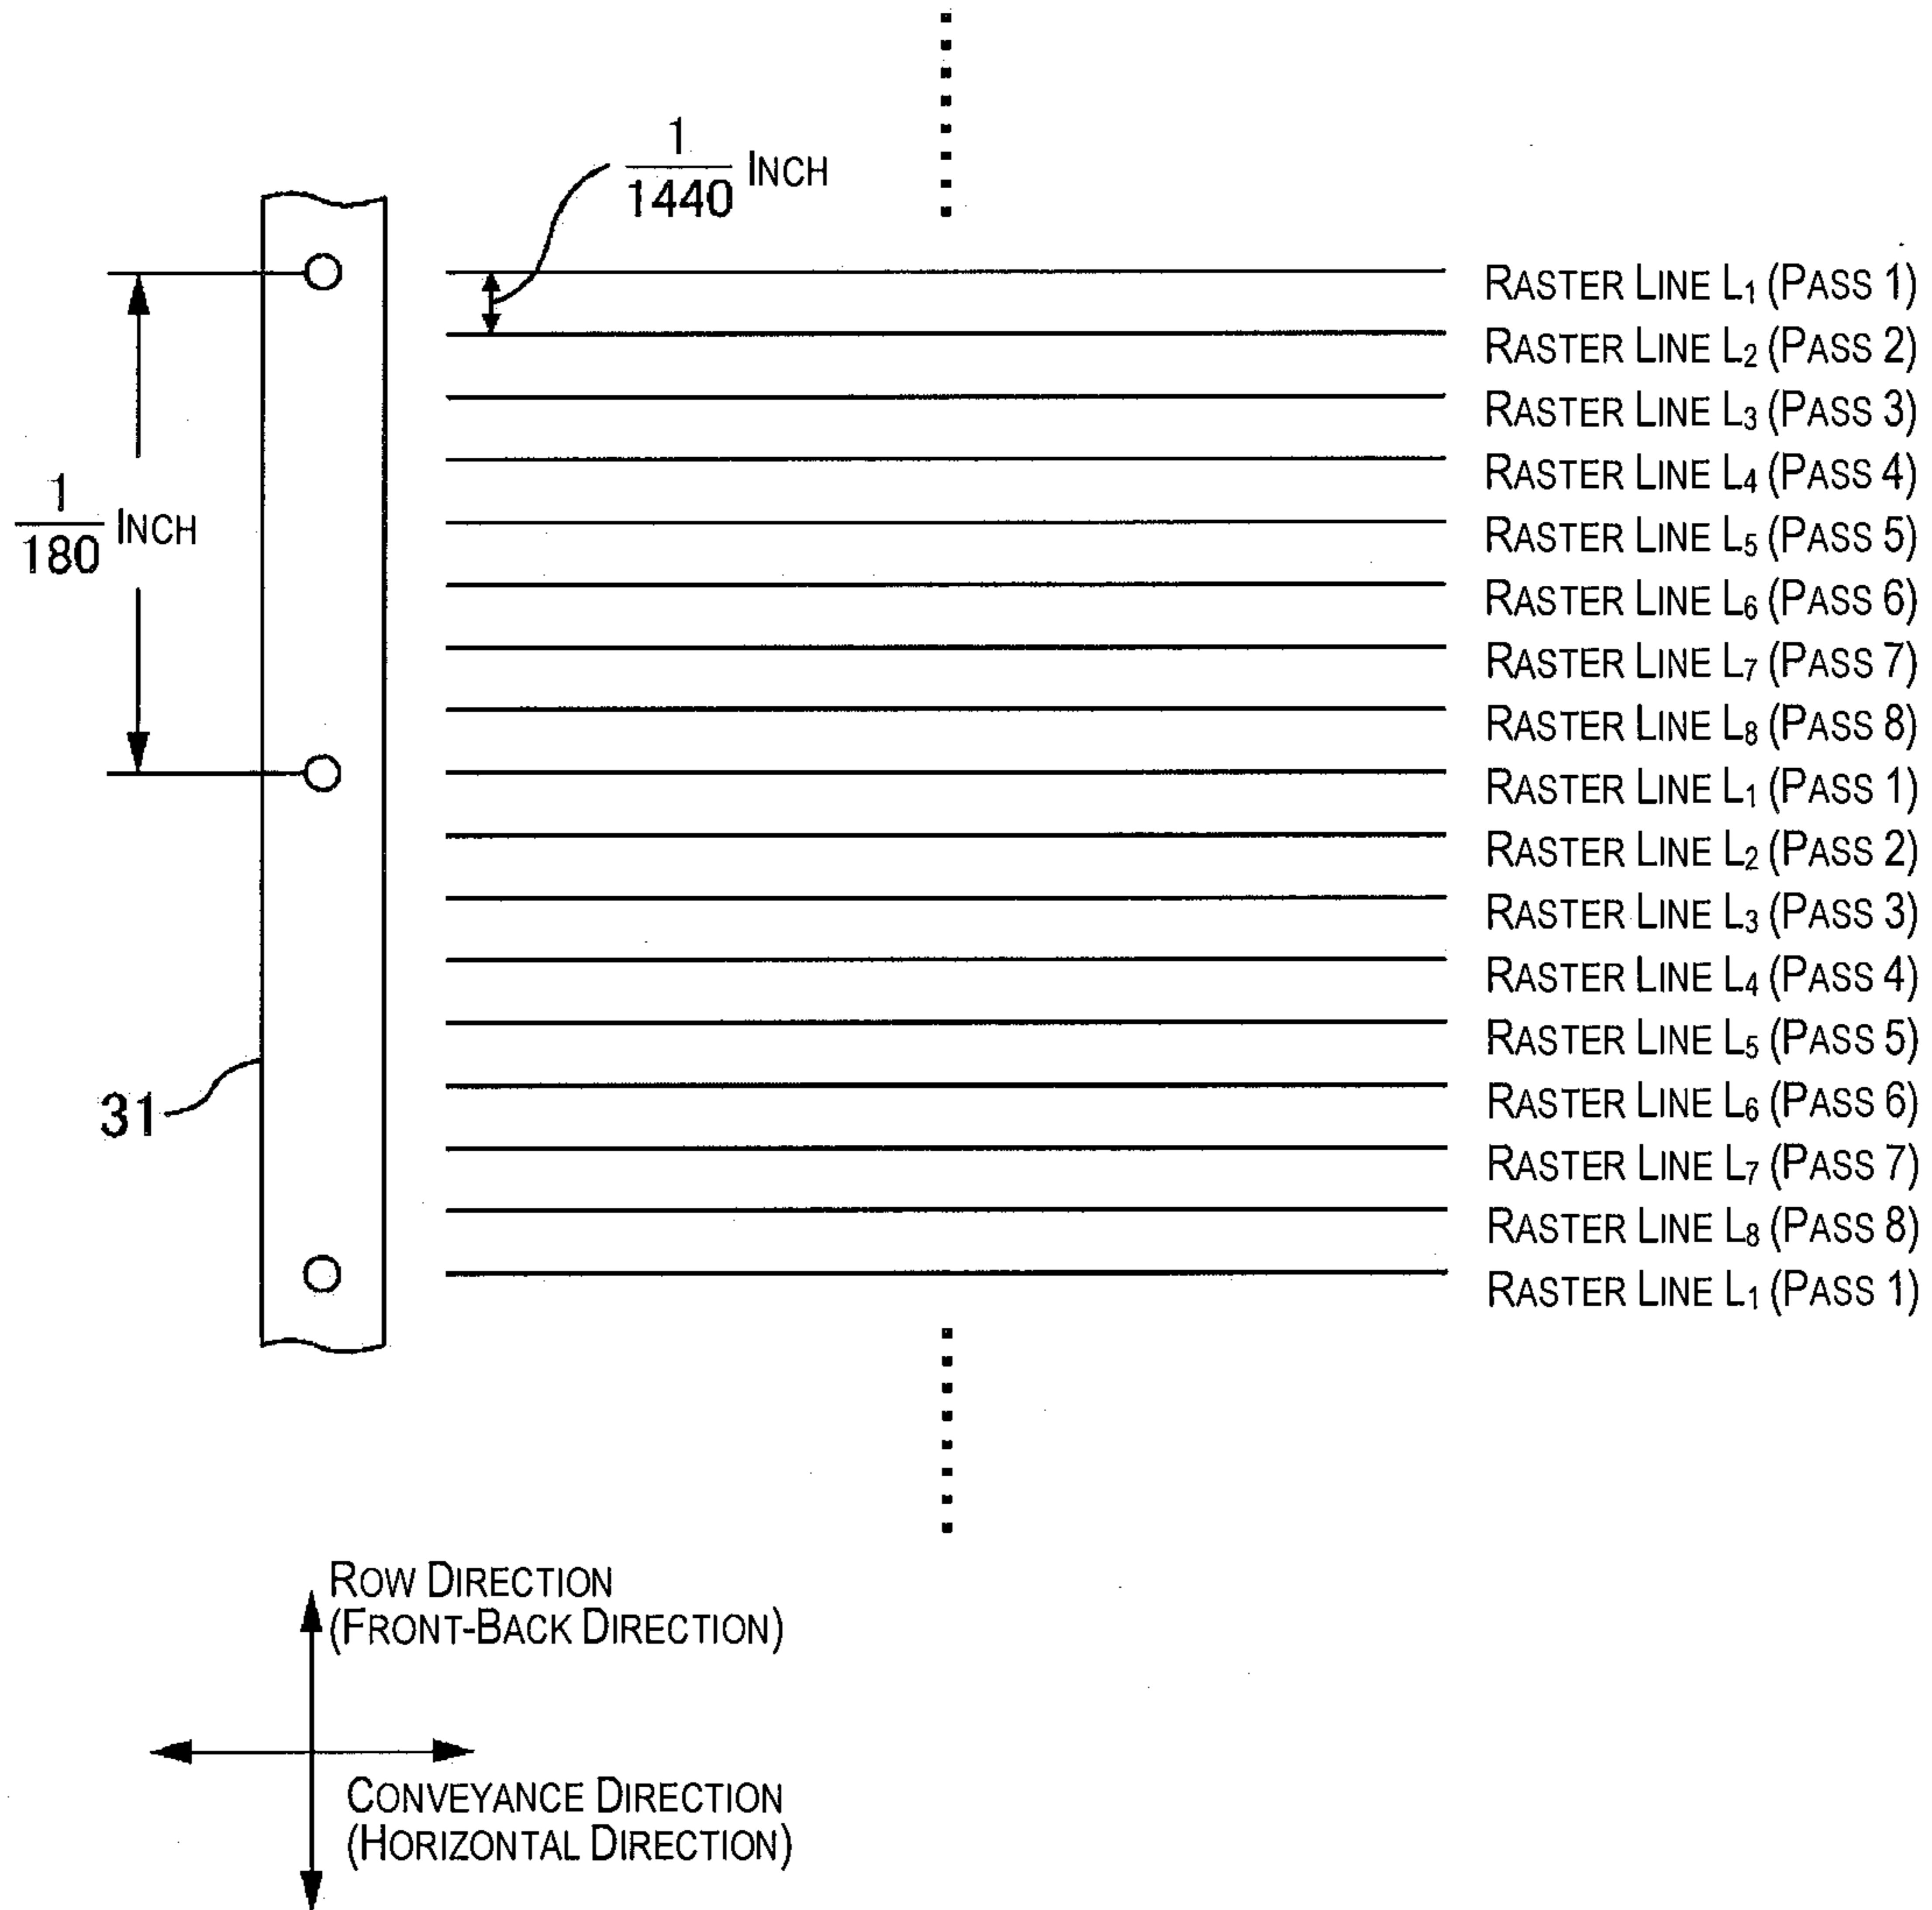 1
1440 INCH
RASTER LINE L1 (PASS 1)
RASTER LINE L2 (PASS 2)
RASTER LINE L3 (PASS 3)
RASTER LINE L4 (PASS 4)
1
180 INCH
RASTER LINE L5 (PASS 5)
RASTER LINE L6 (PASS 6)
RASTER LINE L7 (PASS 7)
RASTER LINE L8 (PASS 8)
RASTER LINE L1 (PASS 1)
RASTER LINE L2 (PASS 2)
RASTER LINE L3 (PASS 3)
RASTER LINE L4 (PASS 4)
RASTER LINE L5 (PASS 5)
31
RASTER LINE L6 (PASS 6)
RASTER LINE L7 (PASS 7)
RASTER LINE L8 (PASS 8)
RASTER LINE L1 (PASS 1)
ROW DIRECTION
(FRONT-BACK DIRECTION)
CONVEYANCE DIRECTION
(HORIZONTAL DIRECTION)